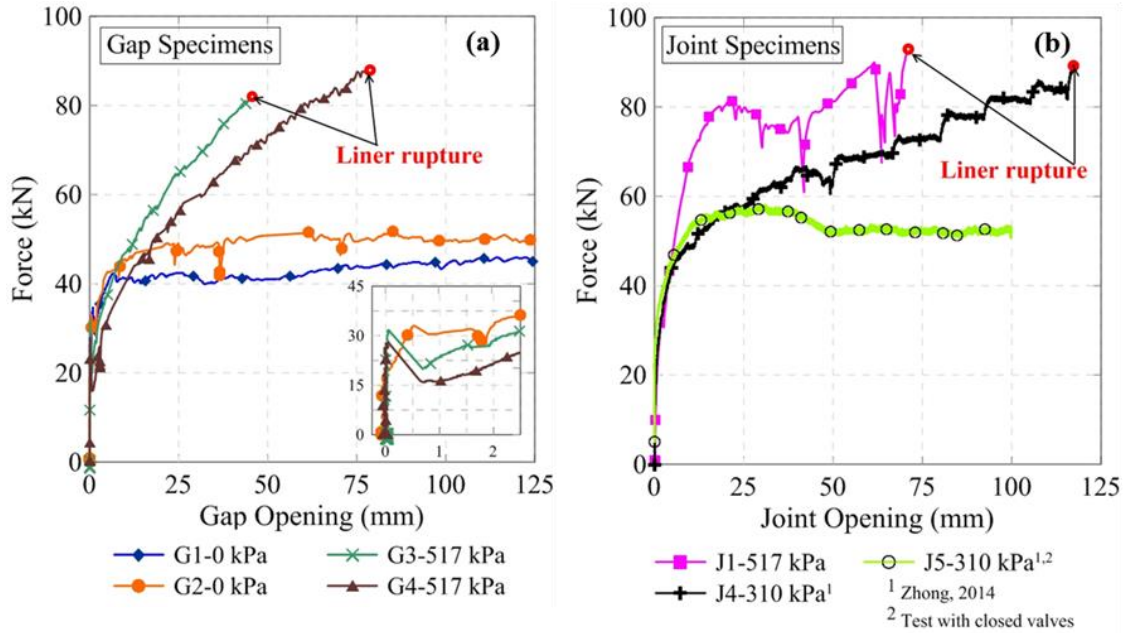 Gap Specimens
(a)
Force (kN)
100
80
60
40
20
0
Liner rupture
45
30
15
0
0
1
2
0
25
50
75
100
125
Gap Opening (mm)
G1-0 kPa
G3-517 kPa
G2-0 kPa
G4-517 kPa
Joint Specimens
(b)
Force (kN)
100
80
60
40
20
0
Liner rupture
0
25
50
75
100
125
Joint Opening (mm)
J1-517 kPa
J5-310 kPa¹,²
J4-310 kPa¹
¹ Zhong, 2014
² Test with closed valves